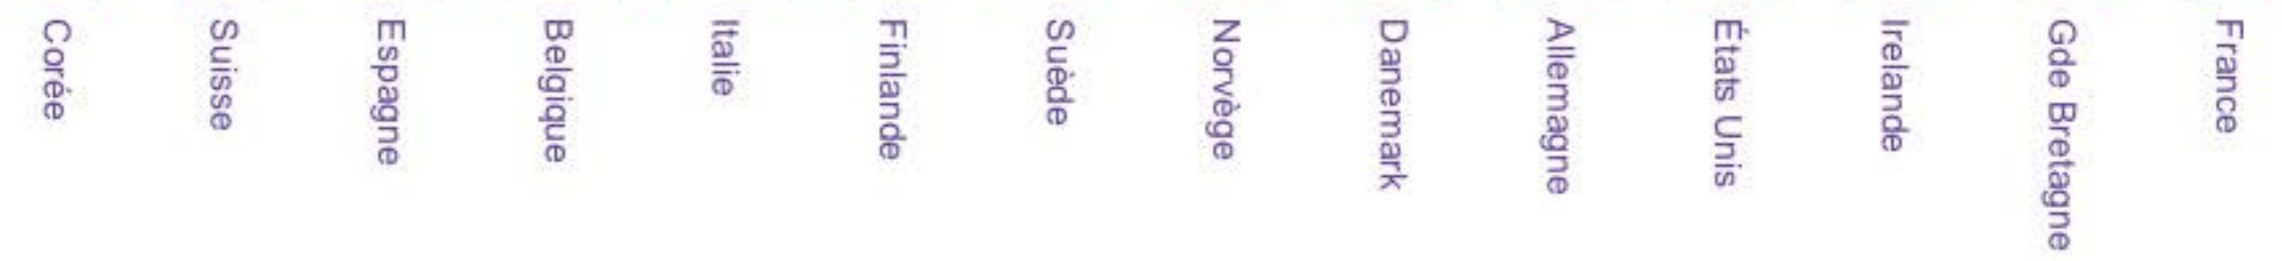 France
Gde Bretagne
Irelande
États Unis
Allemagne
Danemark
Norvège
Suède
Finlande
Italie
Belgique
Espagne
Suisse
Corée